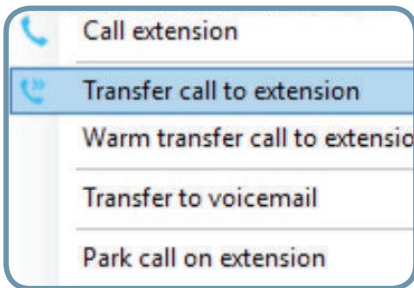 Call extension
Transfer call to extension
Warm transfer call to extensio
Transfer to voicemail
Park call on extension